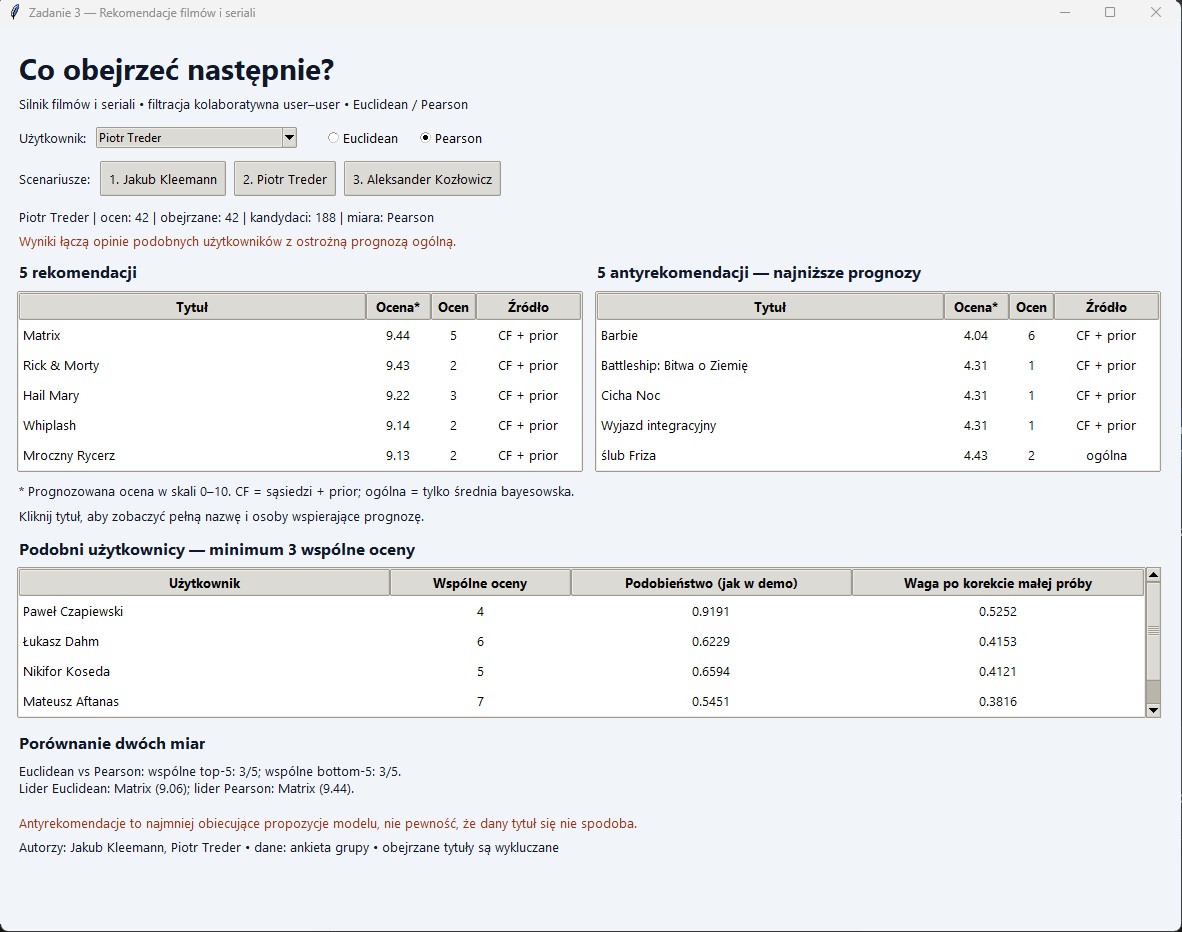 Zadanie 3 — Rekomendacje filmów i seriali
Co obejrzeć następnie?
Silnik filmów i seriali • filtracja kolaboratywna user–user • Euclidean / Pearson
Użytkownik: Piotr Treder Euclidean Pearson
Scenariusze: 1. Jakub Kleemann 2. Piotr Treder 3. Aleksander Kozłowicz
Piotr Treder | ocen: 42 | obejrzane: 42 | kandydaci: 188 | miara: Pearson
Wyniki łączą opinie podobnych użytkowników z ostrożną prognozą ogólną.
5 rekomendacji
Tytuł Ocena* Ocen Źródło
Matrix 9.44 5 CF + prior
Rick & Morty 9.43 2 CF + prior
Hail Mary 9.22 3 CF + prior
Whiplash 9.14 2 CF + prior
Mroczny Rycerz 9.13 2 CF + prior
5 antyrekomendacji — najniższe prognozy
Tytuł Ocena* Ocen Źródło
Barbie 4.04 6 CF + prior
Battleship: Bitwa o Ziemię 4.31 1 CF + prior
Cicha Noc 4.31 1 CF + prior
Wyjazd integracyjny 4.31 1 CF + prior
ślub Friza 4.43 2 ogólna
* Prognozowana ocena w skali 0–10. CF = sąsiedzi + prior; ogólna = tylko średnia bayesowska.
Kliknij tytuł, aby zobaczyć pełną nazwę i osoby wspierające prognozę.
Podobni użytkownicy — minimum 3 wspólne oceny
Użytkownik Wspólne oceny Podobieństwo (jak w demo) Waga po korekcie małej próby
Paweł Czapiewski 4 0.9191 0.5252
Łukasz Dahm 6 0.6229 0.4153
Nikifor Koseda 5 0.6594 0.4121
Mateusz Aftanas 7 0.5451 0.3816
Porównanie dwóch miar
Euclidean vs Pearson: wspólne top-5: 3/5; wspólne bottom-5: 3/5.
Lider Euclidean: Matrix (9.06); lider Pearson: Matrix (9.44).
Antyrekomendacje to najmniej obiecujące propozycje modelu, nie pewność, że dany tytuł się nie spodoba.
Autorzy: Jakub Kleemann, Piotr Treder • dane: ankieta grupy • obejrzane tytuły są wykluczane